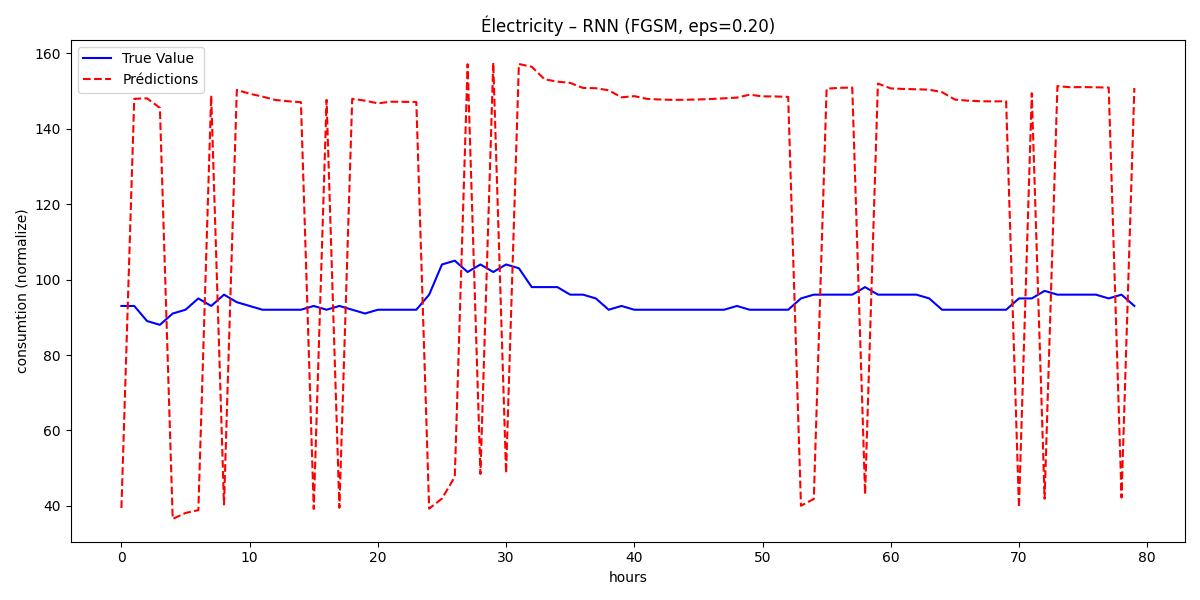 Électricity – RNN (FGSM, eps=0.20)
True Value
Prédictions
consumtion (normalize)
160
140
120
100
80
60
40
0 10 20 30 40 50 60 70 80
hours